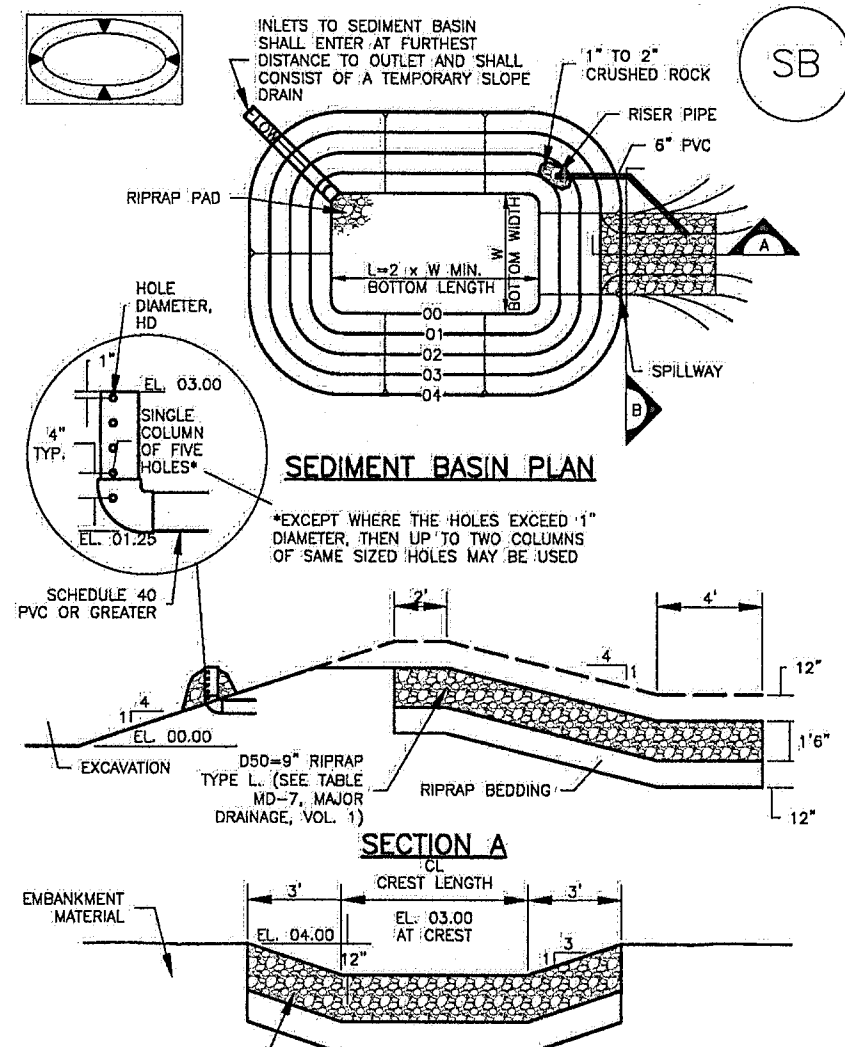 INLETS TO SEDIMENT BASIN
SHALL ENTER AT FURTHEST
DISTANCE TO OUTLET AND SHALL
CONSIST OF A TEMPORARY SLOPE
DRAIN
1" TO 2"
CRUSHED ROCK
SB
RISER PIPE
6" PVC
FLOW
RIPRAP PAD
A
W
BOTTOM WIDTH
L=2 x W MIN.
BOTTOM LENGTH
00
01
02
03
04
SPILLWAY
B
HOLE
DIAMETER,
HD
1"
EL. 03.00
4"
TYP.
SINGLE
COLUMN
OF FIVE
HOLES*
EL. 01.25
SEDIMENT BASIN PLAN
*EXCEPT WHERE THE HOLES EXCEED 1"
DIAMETER, THEN UP TO TWO COLUMNS
OF SAME SIZED HOLES MAY BE USED
SCHEDULE 40
PVC OR GREATER
2'
4'
4
1
12"
4
1
EL. 00.00
1'6"
EXCAVATION
D50=9" RIPRAP
TYPE L. (SEE TABLE
MD-7, MAJOR
DRAINAGE, VOL. 1)
RIPRAP BEDDING
12"
SECTION A
CL
CREST LENGTH
EMBANKMENT
MATERIAL
3'
3'
EL. 04.00
EL. 03.00
AT CREST
12"
3
1